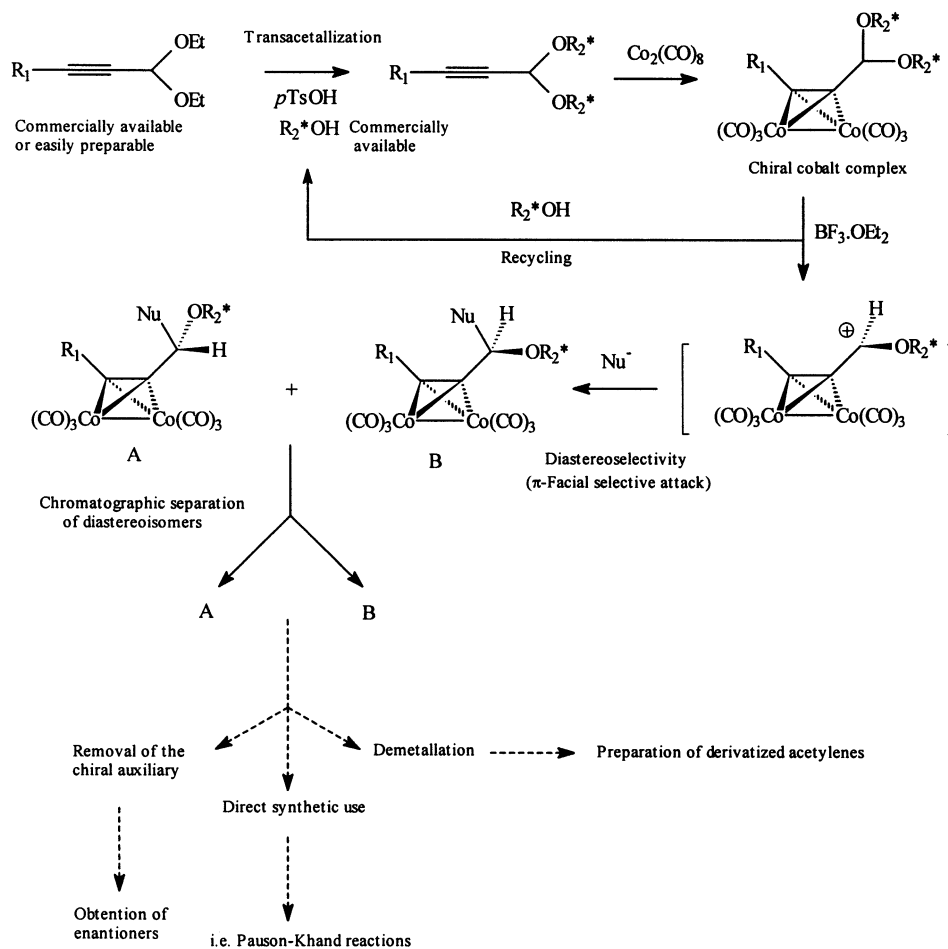 OEt
R1
OEt
Commercially available
or easily preparable
Transacetallization
pTsOH
R2*OH
OR2*
R1
OR2*
Commercially
available
Co2(CO)8
OR2*
OR2*
R1
(CO)3Co
Co(CO)3
Chiral cobalt complex
R2*OH
Recycling
BF3.OEt2
Nu
OR2*
H
R1
(CO)3Co
Co(CO)3
A
+
Nu
H
OR2*
R1
(CO)3Co
Co(CO)3
B
Nu-
Diastereoselectivity
(π-Facial selective attack)
H
⊕
OR2*
R1
(CO)3Co
Co(CO)3
Chromatographic separation
of diastereoisomers
A
B
Removal of the
chiral auxiliary
Demetallation
Preparation of derivatized acetylenes
Direct synthetic use
Obtention of
enantioners
i.e. Pauson-Khand reactions